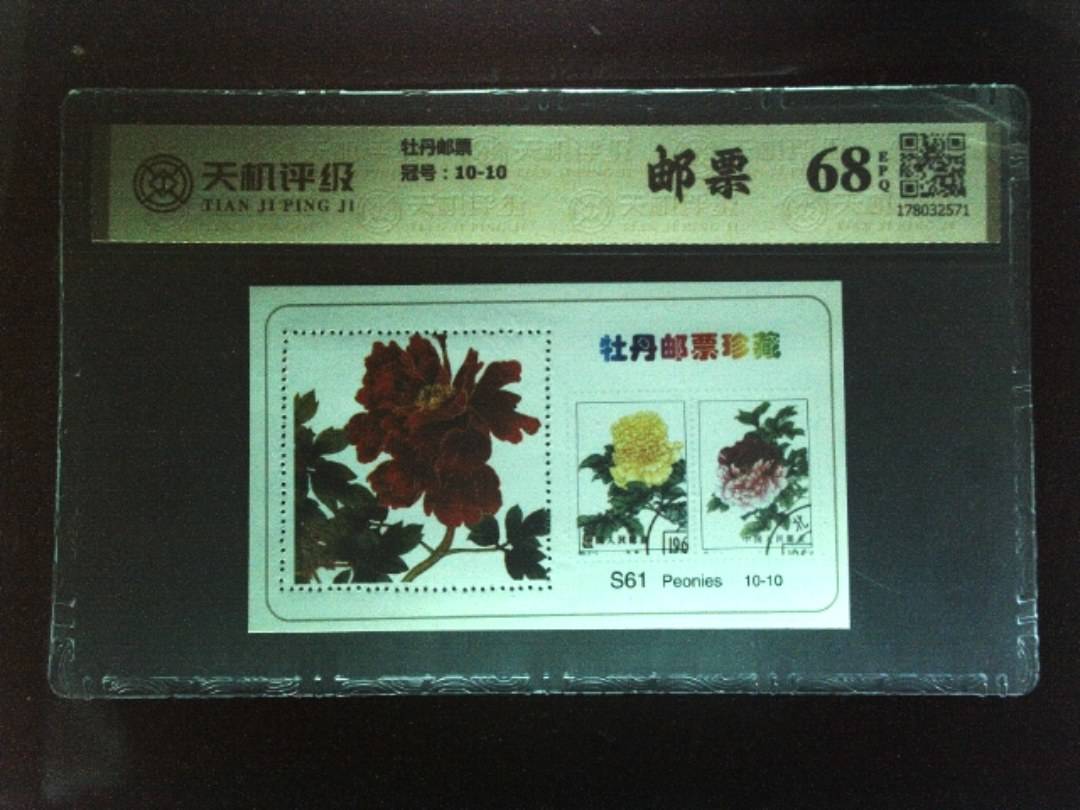 天机评级
TIAN JI PING JI
牡丹邮票
冠号：10-10
邮票
68
EPQ
178032571
牡丹邮票珍藏
196
S61 Peonies 10-10